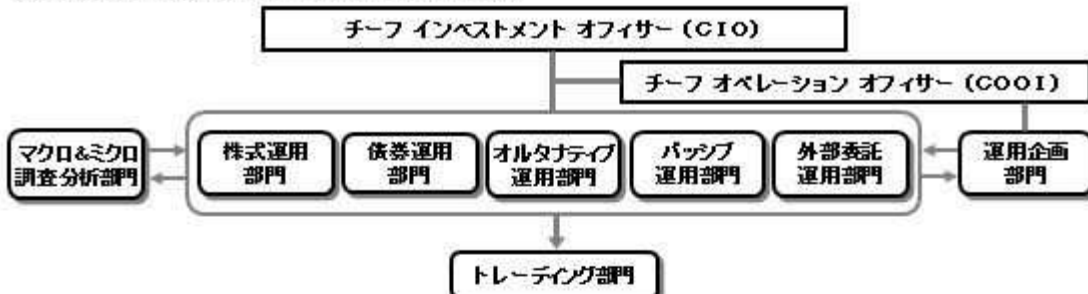 チーフ インベストメント オフィサー (CIO)
チーフ オペレーション オフィサー (COOI)
マクロ&ミクロ
調査分析部門
株式運用
部門
債券運用
部門
オルタナティブ
運用部門
パッシブ
運用部門
外部委託
運用部門
運用企画
部門
トレーディング部門